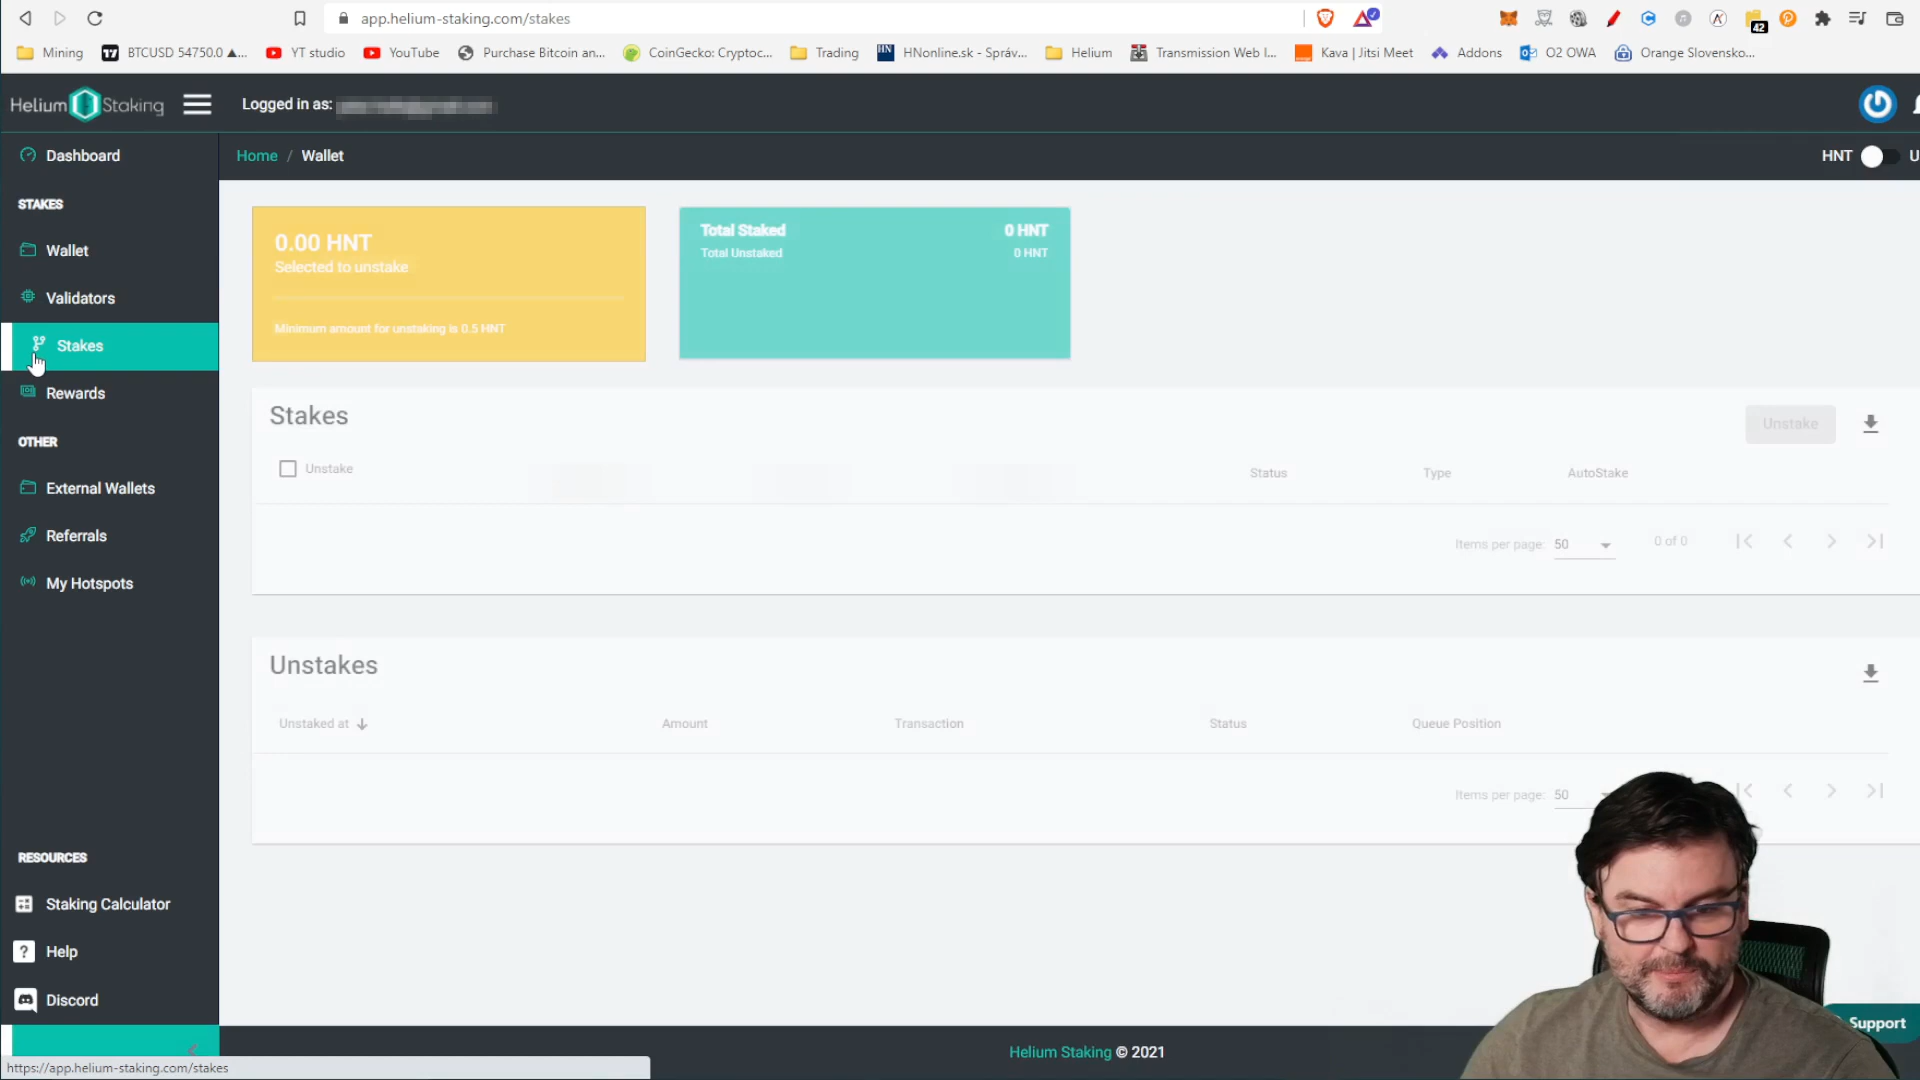 app.helium-staking.com/stakes
42
Mining
BTCUSD 54750.0 ▲...
YT studio
YouTube
Purchase Bitcoin an...
CoinGecko: Cryptoc...
Trading
HN
HNonline.sk - Správ...
Helium
Transmission Web I...
Kava | Jitsi Meet
Addons
O2 OWA
Orange Slovensko...
Helium Staking
Logged in as:
Dashboard
Home / Wallet
HNT
U
STAKES
Wallet
Validators
Stakes
Rewards
OTHER
External Wallets
Referrals
My Hotspots
0.00 HNT
Selected to unstake
Minimum amount for unstaking is 0.5 HNT
Total Staked 0 HNT
Total Unstaked 0 HNT
Stakes
Unstake
Unstake
Status
Type
AutoStake
Items per page: 50
0 of 0
Unstakes
Unstaked at
Amount
Transaction
Status
Queue Position
Items per page: 50
RESOURCES
Staking Calculator
Help
Discord
Support
Helium Staking © 2021
https://app.helium-staking.com/stakes